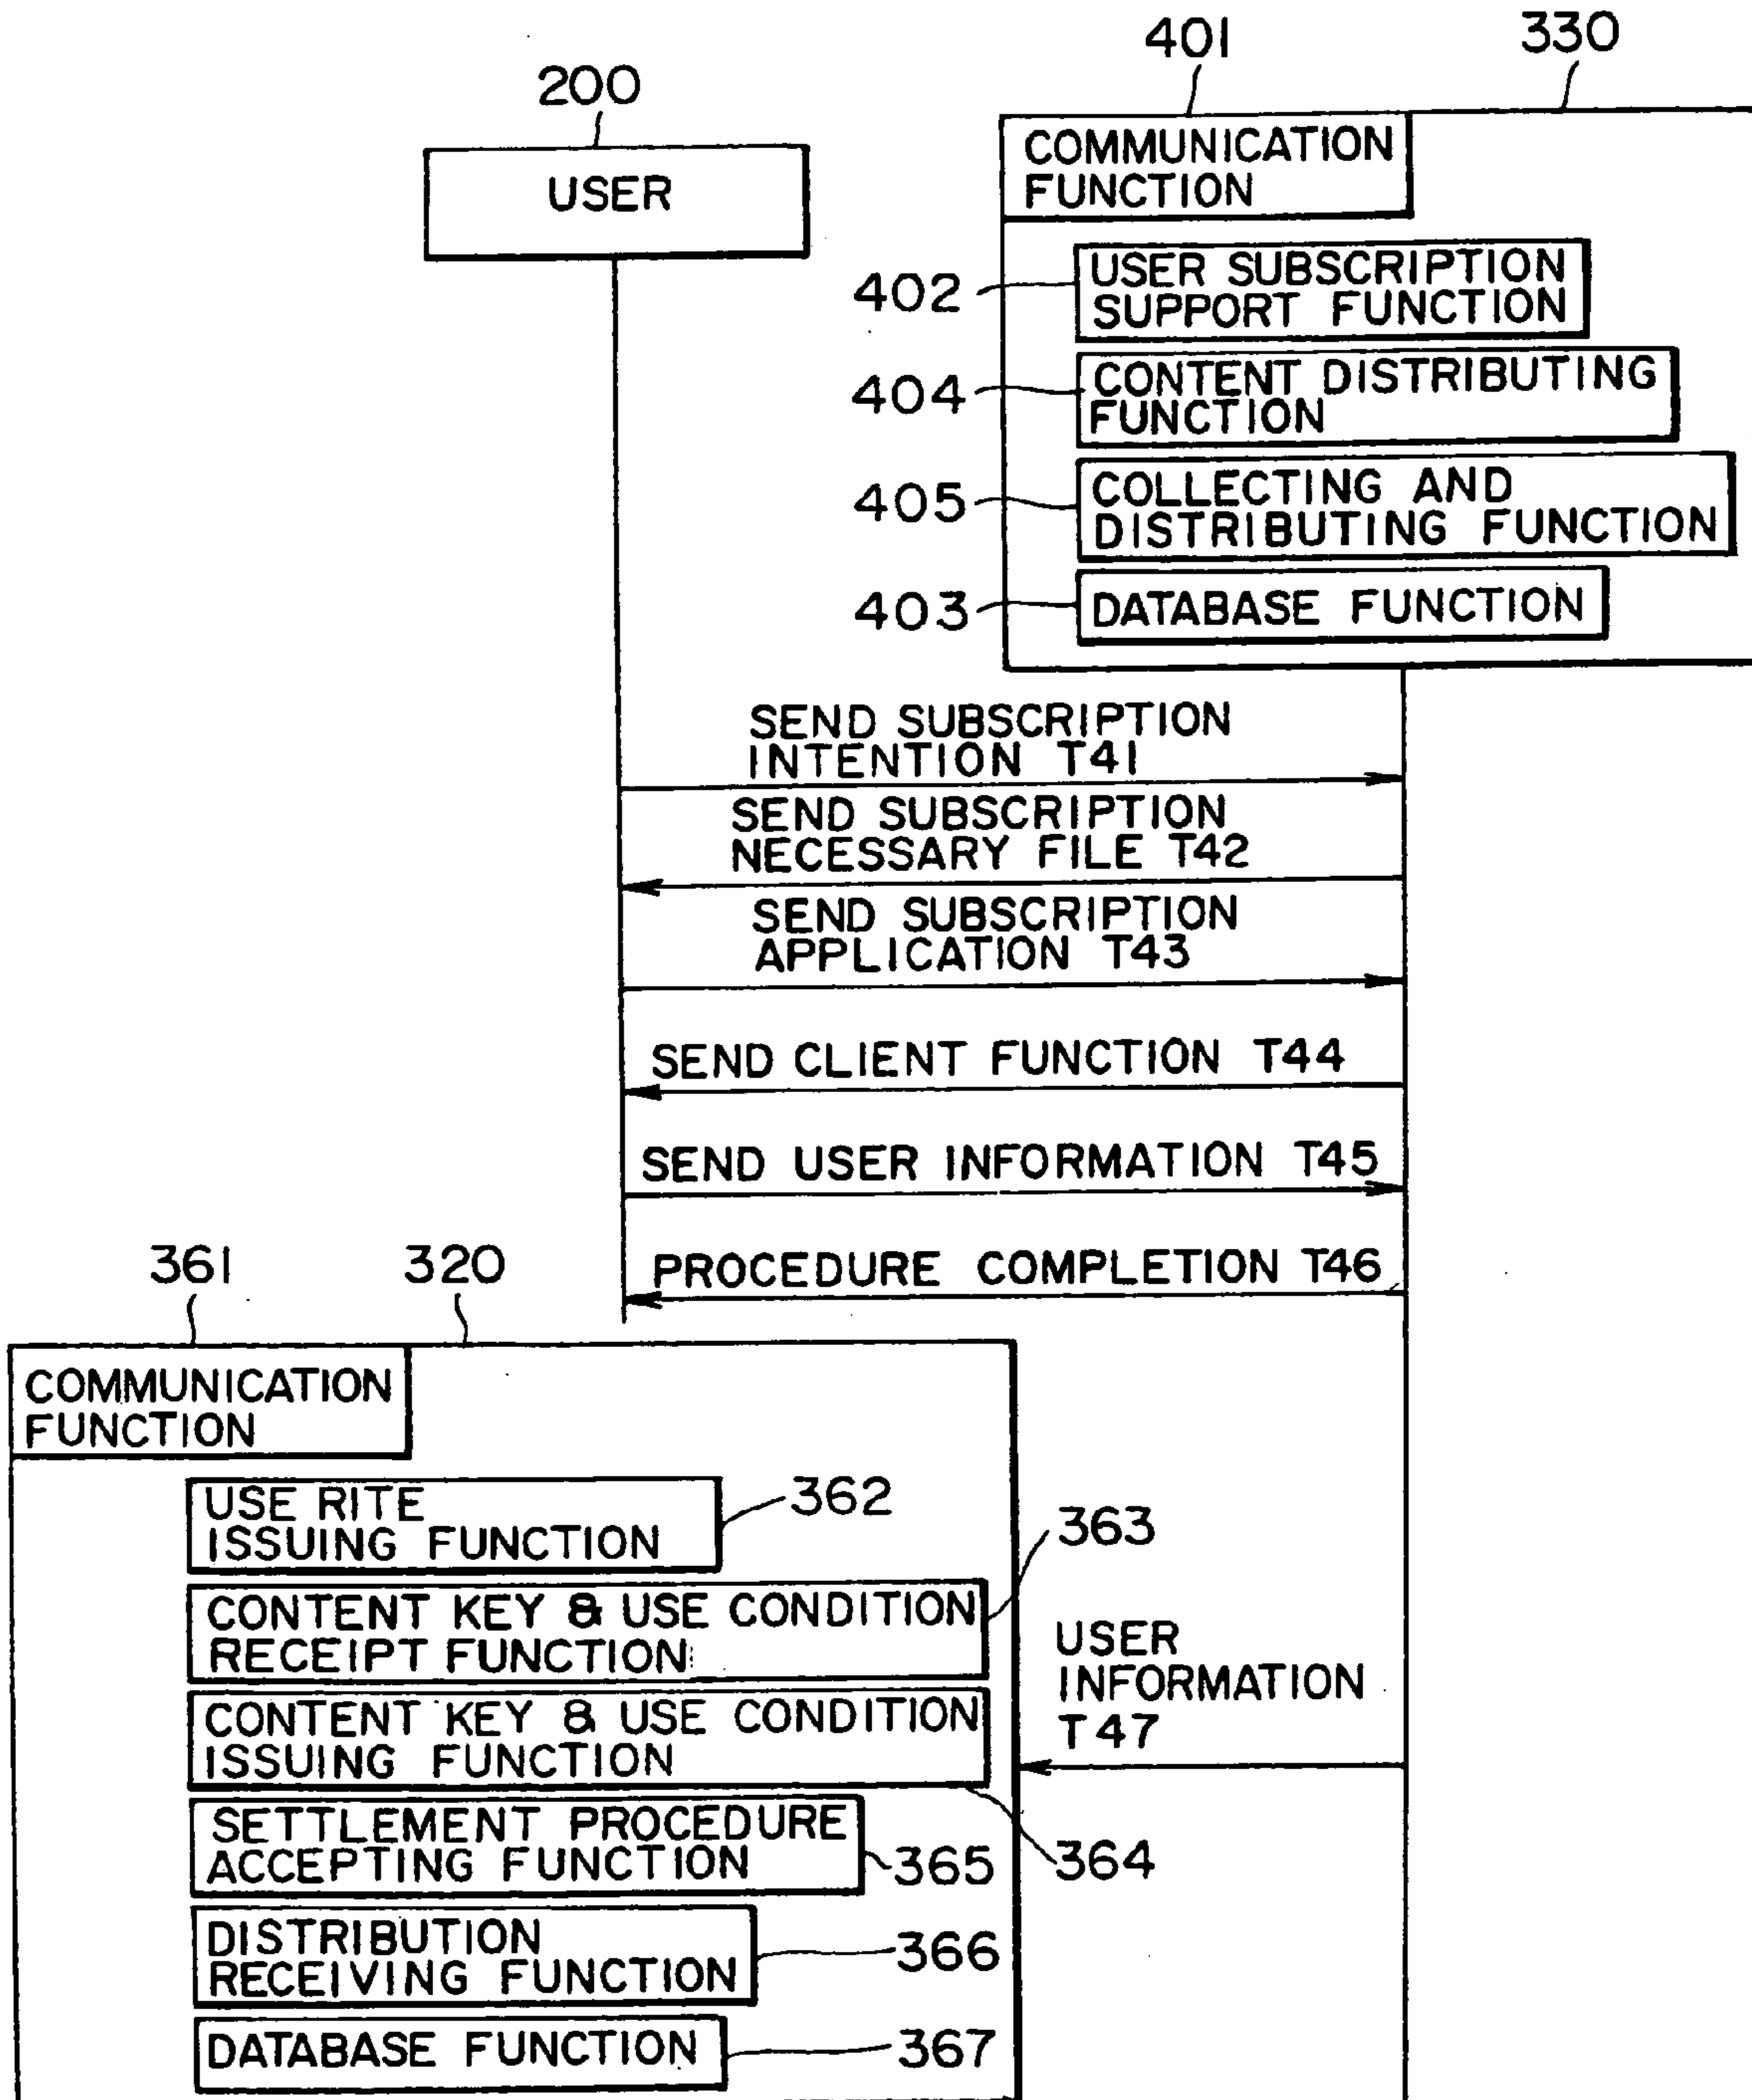 401
330
200
COMMUNICATION
FUNCTION
USER
402
USER SUBSCRIPTION
SUPPORT FUNCTION
404
CONTENT DISTRIBUTING
FUNCTION
405
COLLECTING AND
DISTRIBUTING FUNCTION
403
DATABASE FUNCTION
SEND SUBSCRIPTION
INTENTION T41
SEND SUBSCRIPTION
NECESSARY FILE T42
SEND SUBSCRIPTION
APPLICATION T43
SEND CLIENT FUNCTION T44
SEND USER INFORMATION T45
PROCEDURE COMPLETION T46
361
320
COMMUNICATION
FUNCTION
USE RITE
ISSUING FUNCTION
362
363
CONTENT KEY & USE CONDITION
RECEIPT FUNCTION
USER
INFORMATION
T47
CONTENT KEY & USE CONDITION
ISSUING FUNCTION
364
SETTLEMENT PROCEDURE
ACCEPTING FUNCTION
365
DISTRIBUTION
RECEIVING FUNCTION
366
DATABASE FUNCTION
367